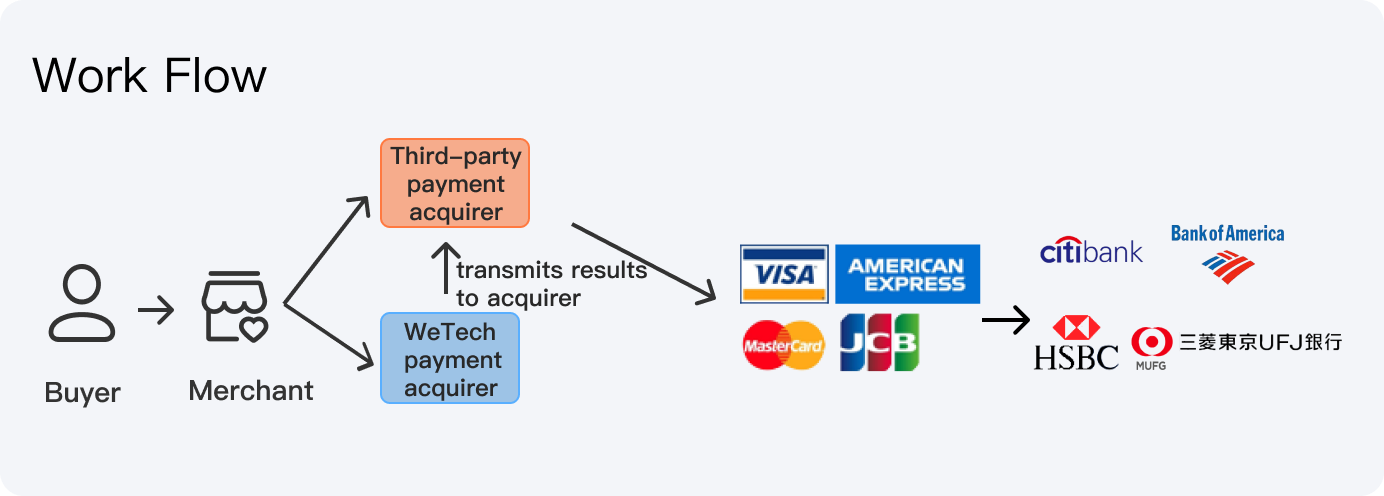 Work Flow
Third-party
payment
acquirer
transmits results
to acquirer
WeTech
payment
acquirer
Buyer
Merchant
VISA
AMERICAN
EXPRESS
MasterCard
JCB
citibank
Bank of America
HSBC
MUFG
三菱東京UFJ銀行